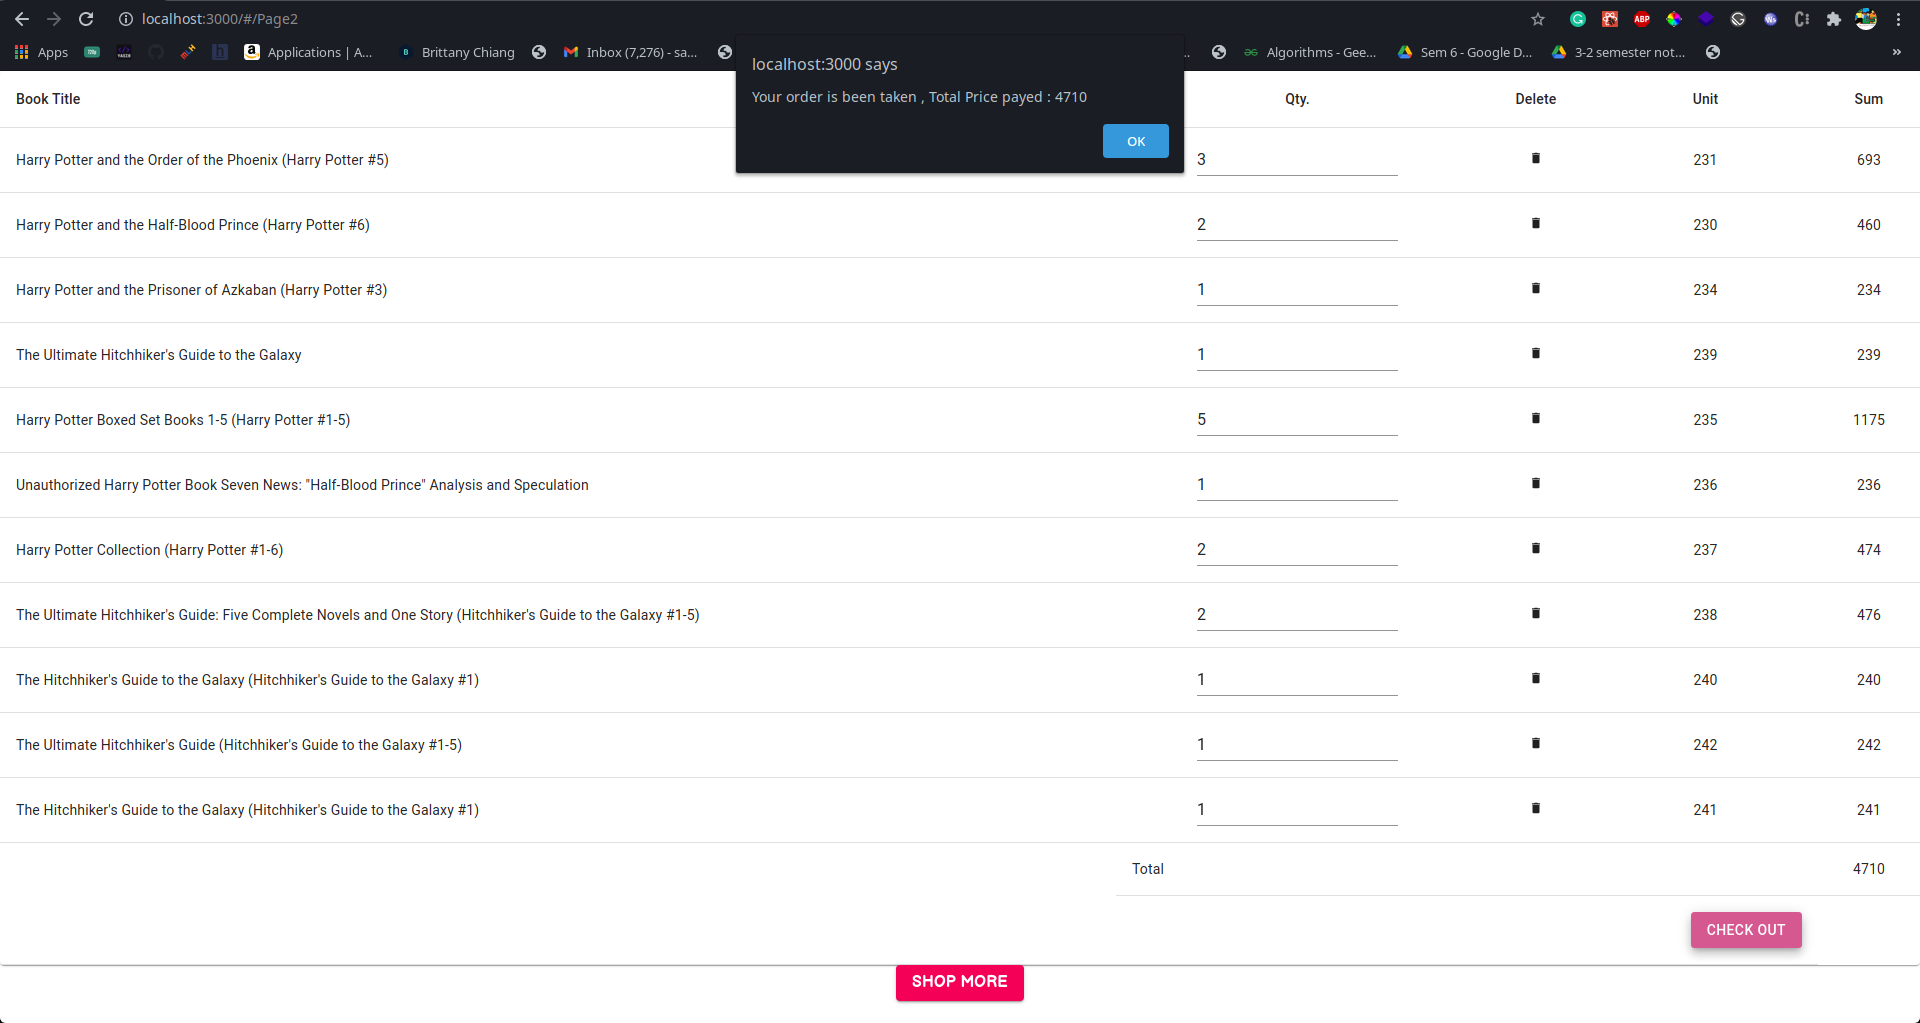 localhost:3000/#/Page2
ABP
Apps
Applications | A...
B Brittany Chiang
Inbox (7,276) - sa...
Algorithms - Gee...
Sem 6 - Google D...
3-2 semester not...
»
localhost:3000 says
Your order is been taken , Total Price payed : 4710
OK
Book Title Qty. Delete Unit Sum
Harry Potter and the Order of the Phoenix (Harry Potter #5) 3 231 693
Harry Potter and the Half-Blood Prince (Harry Potter #6) 2 230 460
Harry Potter and the Prisoner of Azkaban (Harry Potter #3) 1 234 234
The Ultimate Hitchhiker's Guide to the Galaxy 1 239 239
Harry Potter Boxed Set Books 1-5 (Harry Potter #1-5) 5 235 1175
Unauthorized Harry Potter Book Seven News: "Half-Blood Prince" Analysis and Speculation 1 236 236
Harry Potter Collection (Harry Potter #1-6) 2 237 474
The Ultimate Hitchhiker's Guide: Five Complete Novels and One Story (Hitchhiker's Guide to the Galaxy #1-5) 2 238 476
The Hitchhiker's Guide to the Galaxy (Hitchhiker's Guide to the Galaxy #1) 1 240 240
The Ultimate Hitchhiker's Guide (Hitchhiker's Guide to the Galaxy #1-5) 1 242 242
The Hitchhiker's Guide to the Galaxy (Hitchhiker's Guide to the Galaxy #1) 1 241 241
Total 4710
CHECK OUT
SHOP MORE